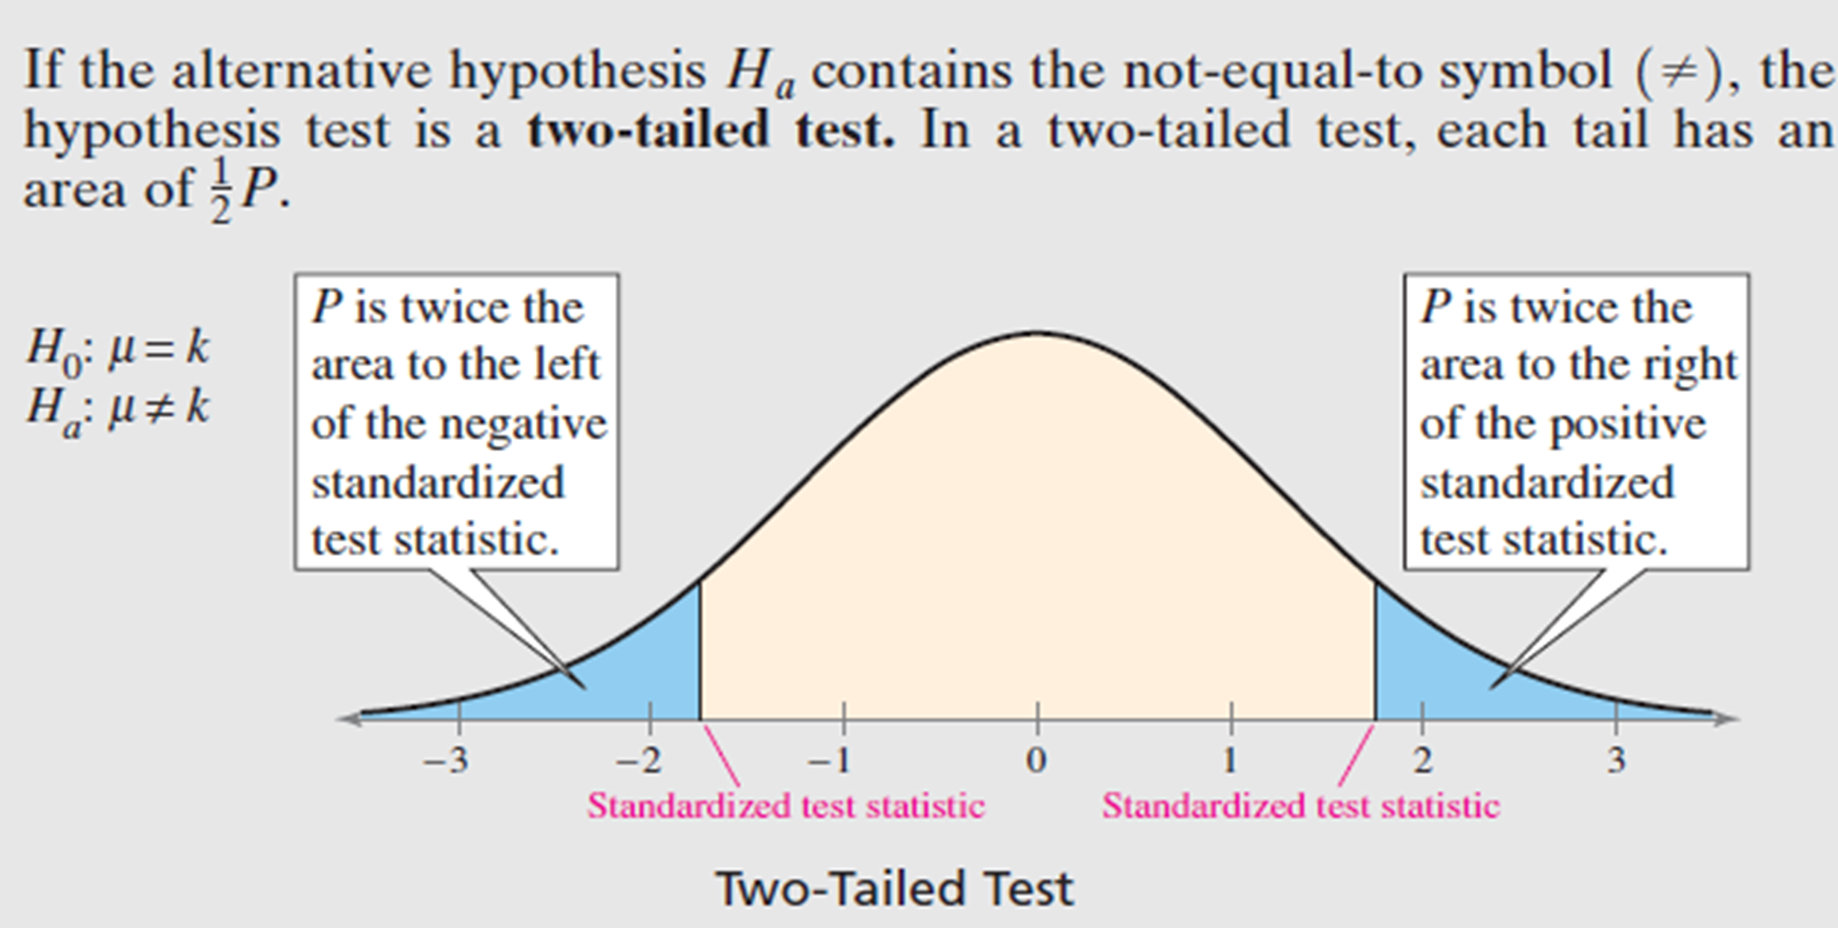 If the alternative hypothesis Hₐ contains the not-equal-to symbol (≠), the
hypothesis test is a two-tailed test. In a two-tailed test, each tail has an
area of ½P.
H₀: μ = k
Hₐ: μ ≠ k
P is twice the
area to the left
of the negative
standardized
test statistic.
P is twice the
area to the right
of the positive
standardized
test statistic.
−3 −2 −1 0 1 2 3
Standardized test statistic Standardized test statistic
Two-Tailed Test